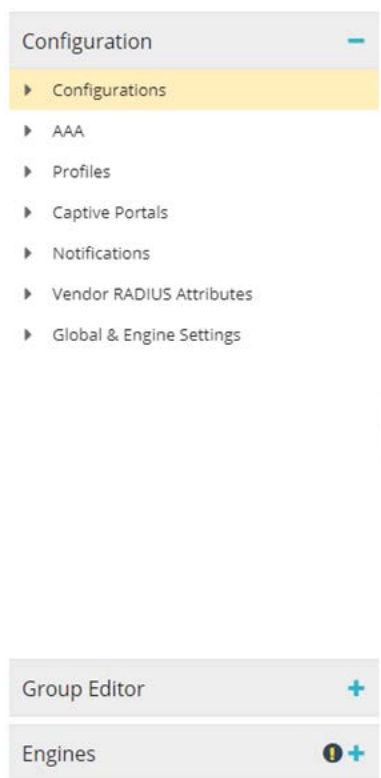 Configuration
Configurations
AAA
Profiles
Captive Portals
Notifications
Vendor RADIUS Attributes
Global & Engine Settings
Group Editor
Engines